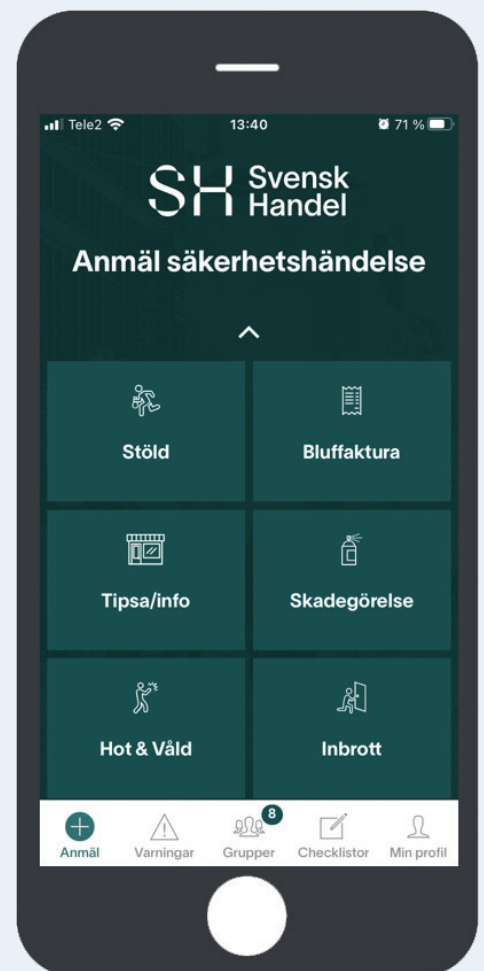 Tele2
13:40
71 %
SH Svensk
Handel
Anmäl säkerhetshändelse
Stöld
Bluffaktura
Tipsa/info
Skadegörelse
Hot & Våld
Inbrott
8
Anmäl
Varningar
Grupper
Checklistor
Min profil